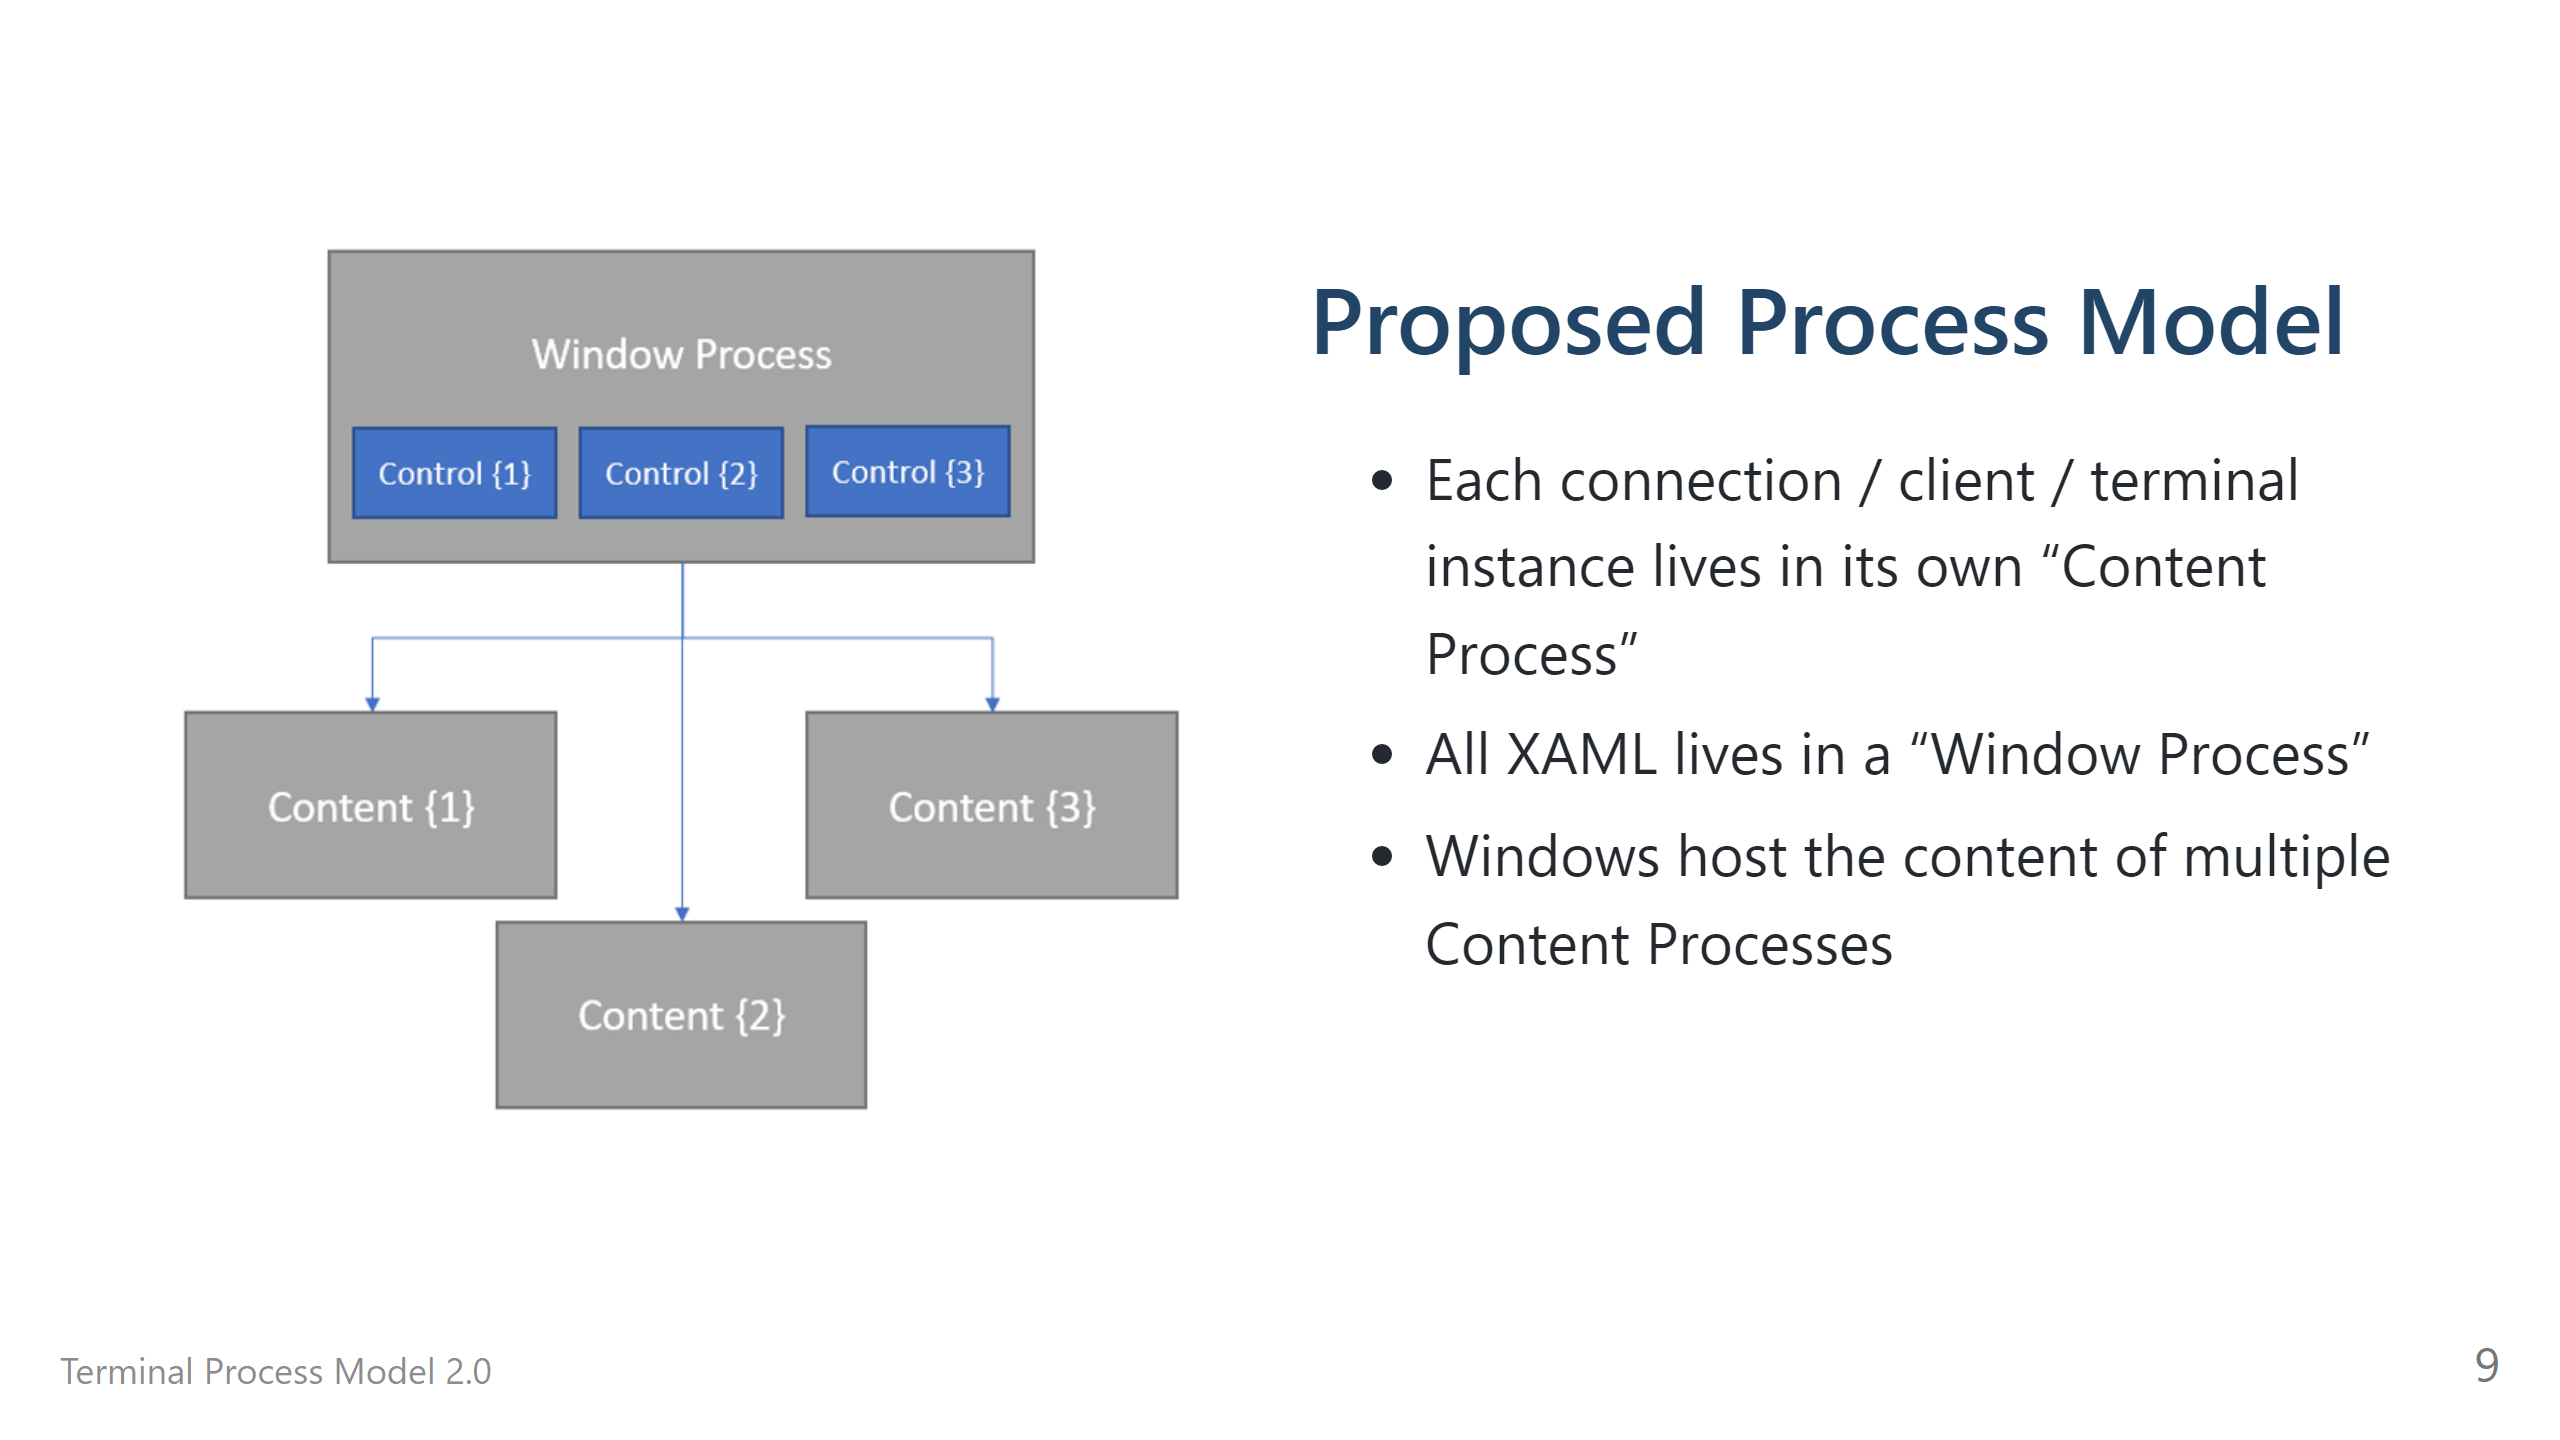 Window Process
Control {1}
Control {2}
Control {3}
Content {1}
Content {3}
Content {2}
Proposed Process Model
• Each connection / client / terminal
instance lives in its own “Content
Process”
• All XAML lives in a “Window Process”
• Windows host the content of multiple
Content Processes
Terminal Process Model 2.0
9